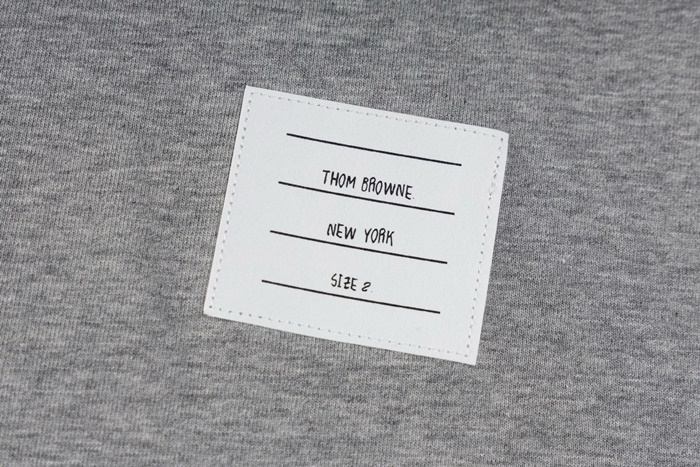 THOM BROWNE.
NEW YORK
SIZE 2